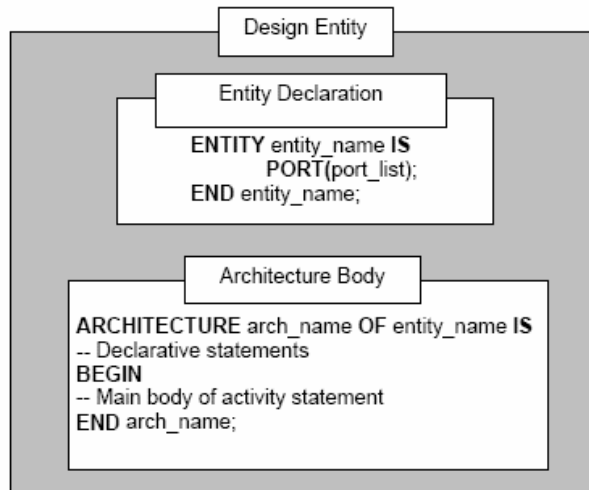 Design Entity
Entity Declaration
ENTITY entity_name IS
PORT(port_list);
END entity_name;
Architecture Body
ARCHITECTURE arch_name OF entity_name IS
-- Declarative statements
BEGIN
-- Main body of activity statement
END arch_name;